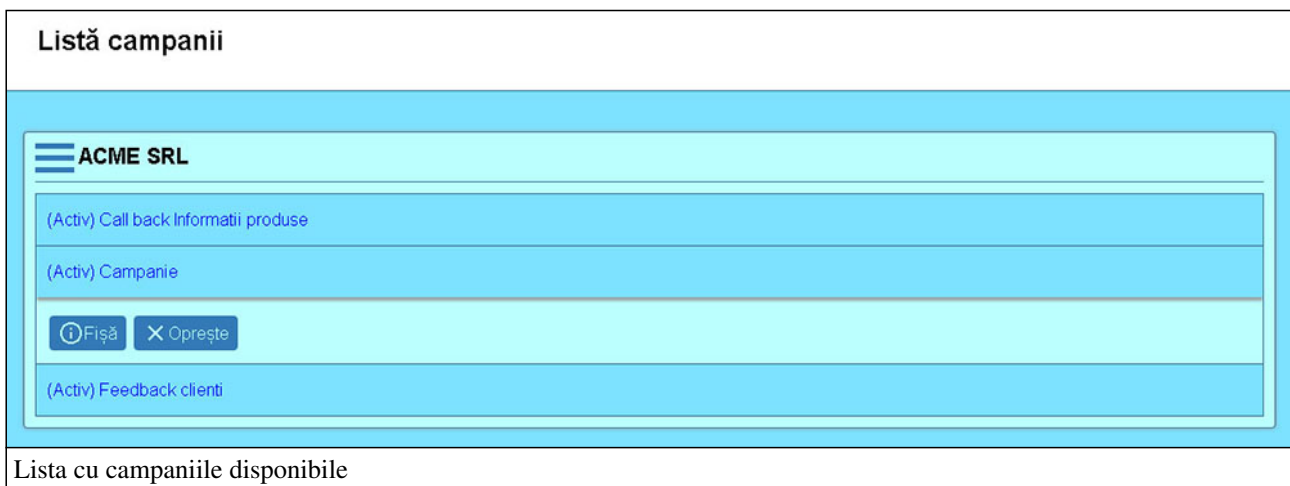 Listă campanii
ACME SRL
(Activ) Call back Informatii produse
(Activ) Campanie
Fișă Oprește
(Activ) Feedback clienti
Lista cu campaniile disponibile